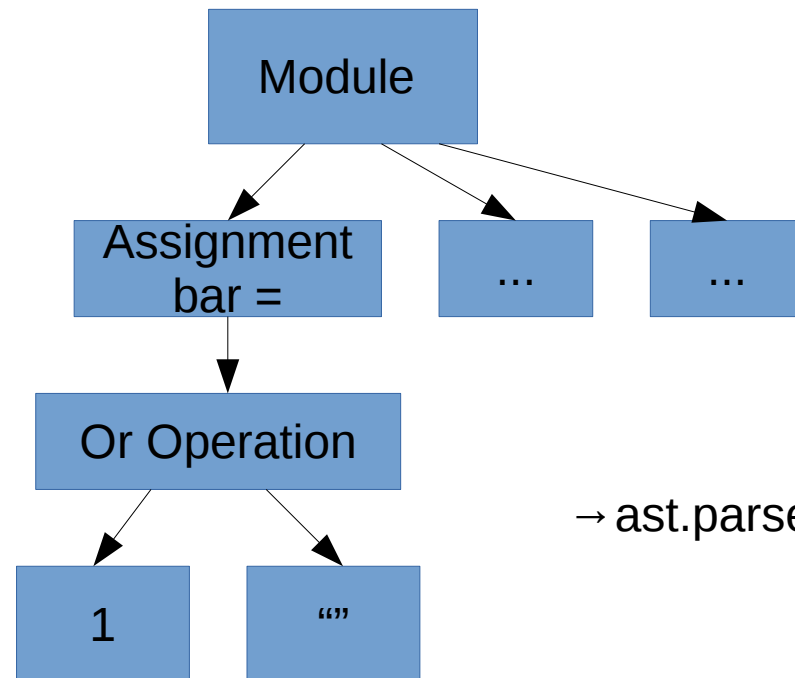 Module
Assignment
bar =
...
...
Or Operation
→ast.parse
1
“”